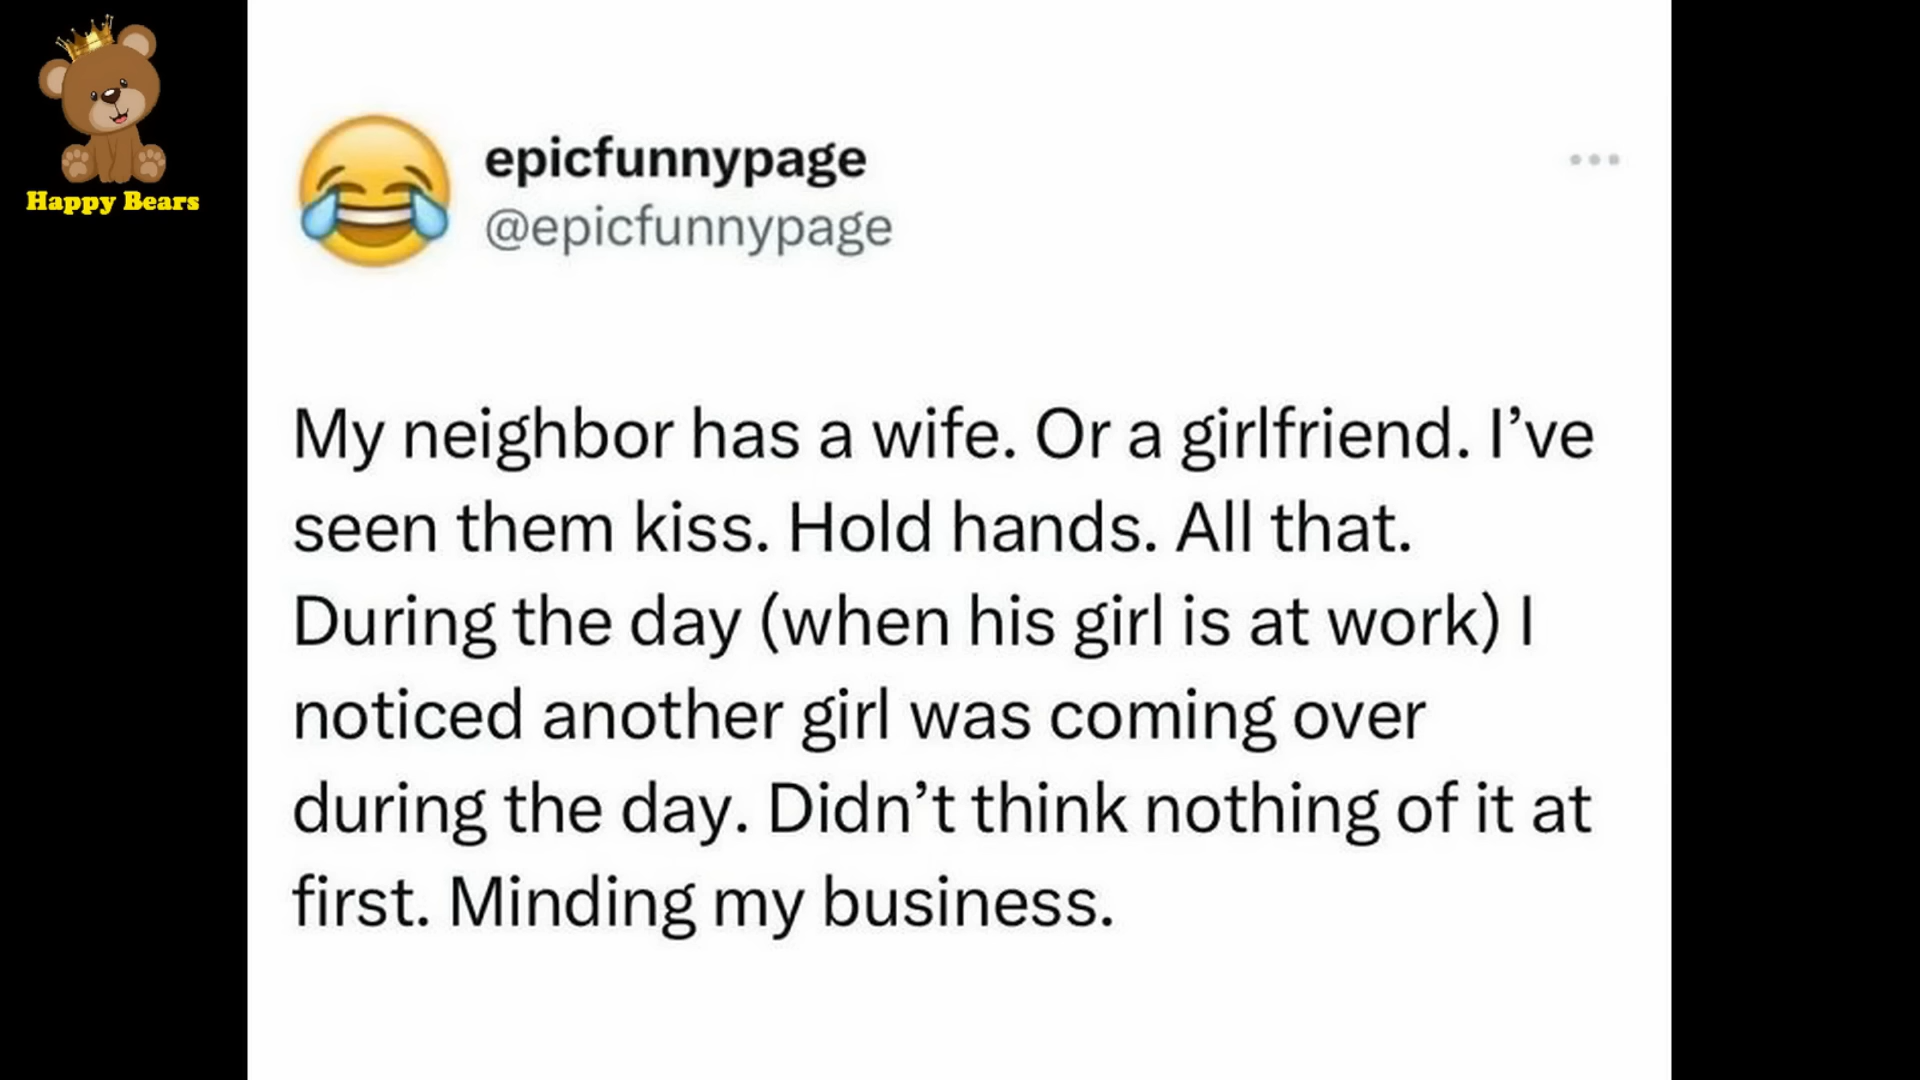 Happy Bears
epicfunnypage
@epicfunnypage
My neighbor has a wife. Or a girlfriend. I’ve
seen them kiss. Hold hands. All that.
During the day (when his girl is at work) I
noticed another girl was coming over
during the day. Didn’t think nothing of it at
first. Minding my business.